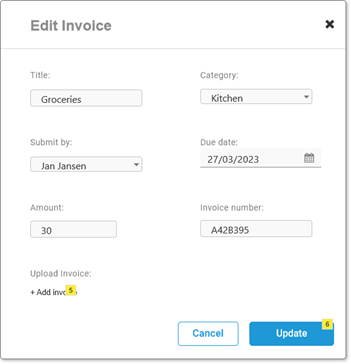 Edit Invoice ✖
Title: Category:
Groceries Kitchen
Submit by: Due date:
Jan Jansen 27/03/2023
Amount: Invoice number:
30 A42B395
Upload Invoice:
+ Add 5
Cancel Update 6